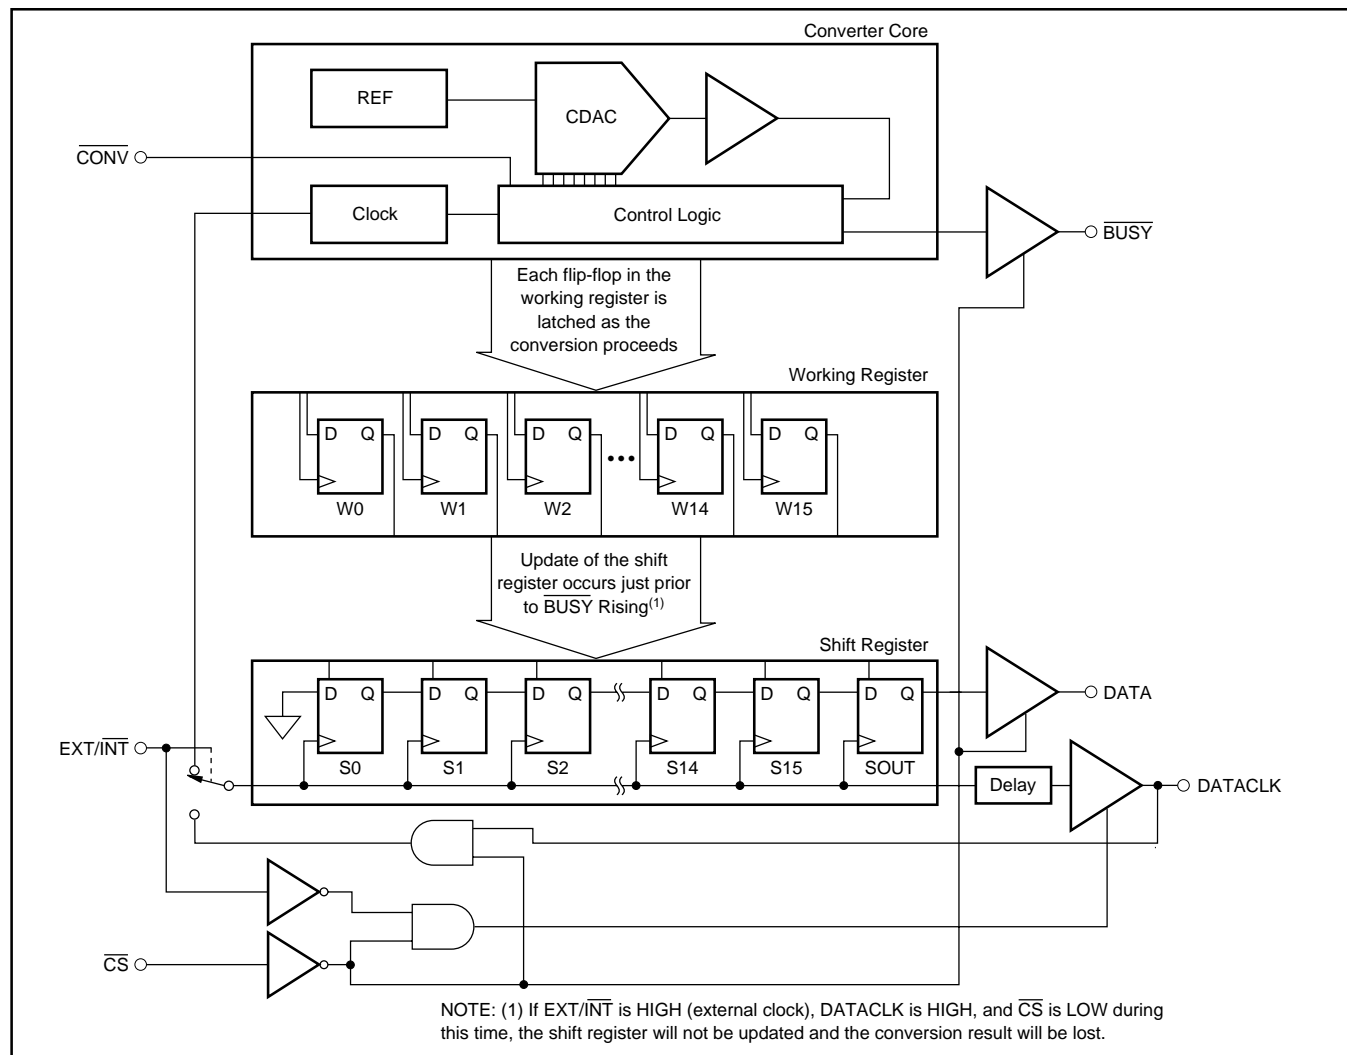 Converter Core
REF
CDAC
CONV
Clock
Control Logic
BUSY
Each flip-flop in the
working register is
latched as the
conversion proceeds
Working Register
D Q D Q D Q ••• D Q D Q
W0 W1 W2 W14 W15
Update of the shift
register occurs just prior
to BUSY Rising(1)
Shift Register
D Q D Q D Q D Q D Q D Q
DATA
EXT/INT
S0 S1 S2 S14 S15 SOUT
Delay
DATACLK
CS
NOTE: (1) If EXT/INT is HIGH (external clock), DATACLK is HIGH, and CS is LOW during
this time, the shift register will not be updated and the conversion result will be lost.